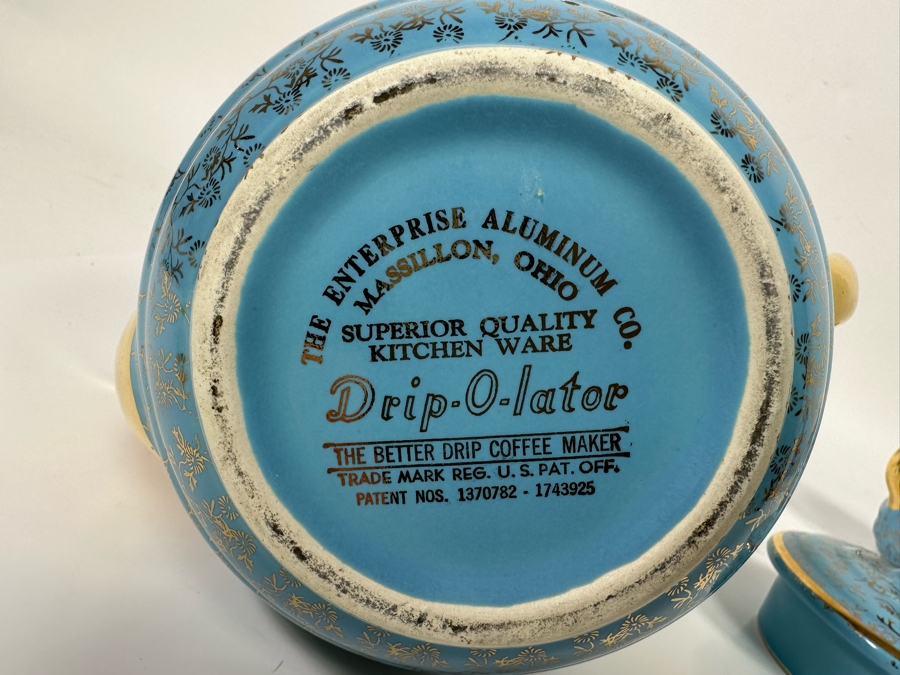 THE ENTERPRISE ALUMINUM CO.
MASSILLON, OHIO
SUPERIOR QUALITY
KITCHEN WARE
Drip-O-lator
THE BETTER DRIP COFFEE MAKER
TRADE MARK REG. U. S. PAT. OFF.
PATENT NOS. 1370782 - 1743925